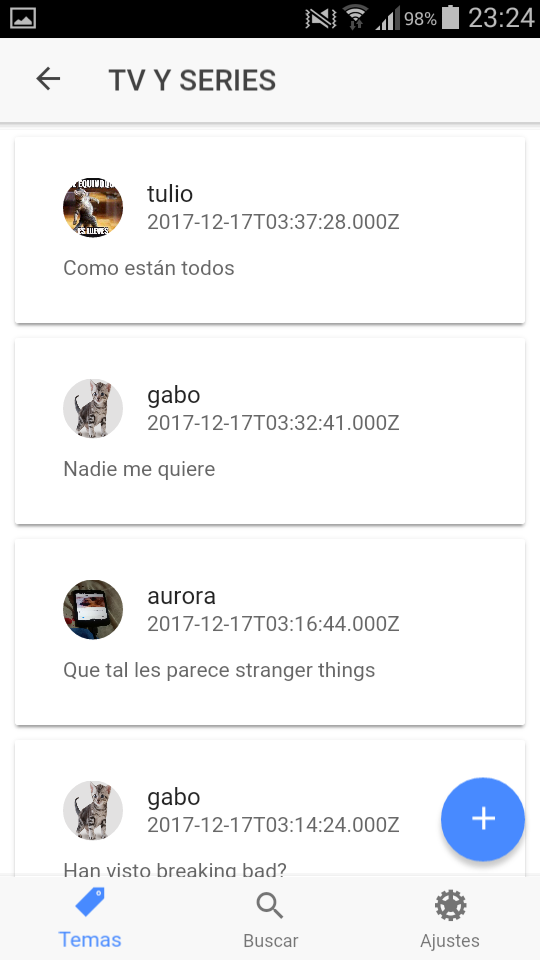 98% 23:24
TV Y SERIES
tulio
2017-12-17T03:37:28.000Z
Como están todos
gabo
2017-12-17T03:32:41.000Z
Nadie me quiere
aurora
2017-12-17T03:16:44.000Z
Que tal les parece stranger things
gabo
2017-12-17T03:14:24.000Z
Han visto breaking bad?
Temas
Buscar
Ajustes